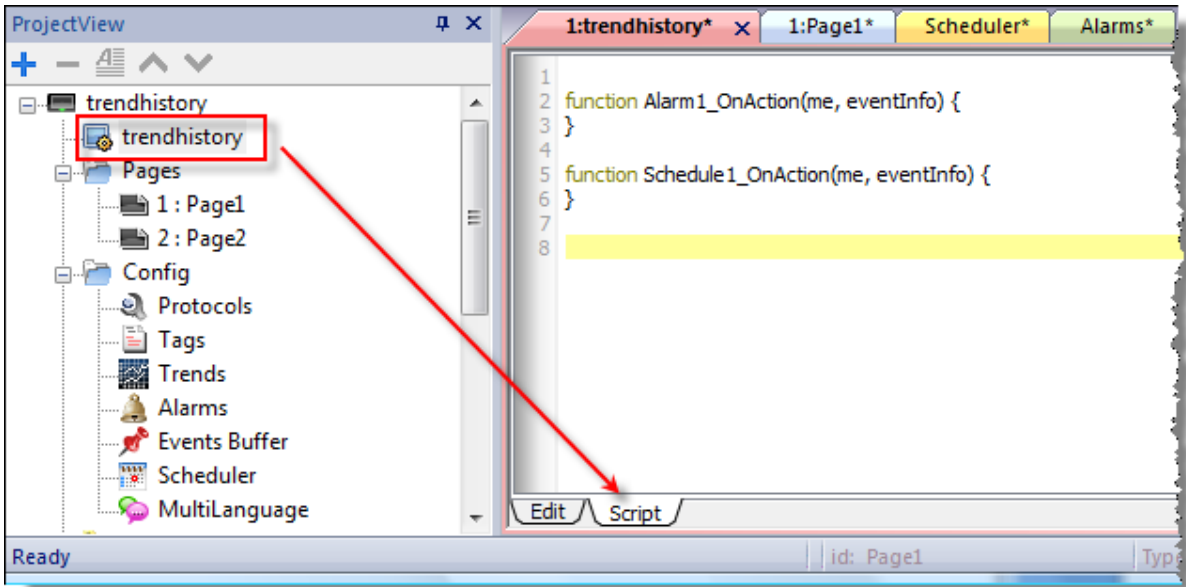 ProjectView
trendhistory
trendhistory
Pages
1 : Page1
2 : Page2
Config
Protocols
Tags
Trends
Alarms
Events Buffer
Scheduler
MultiLanguage
1:trendhistory* 1:Page1* Scheduler* Alarms*
1
2 function Alarm1_OnAction(me, eventInfo) {
3 }
4
5 function Schedule1_OnAction(me, eventInfo) {
6 }
7
8
Edit Script
Ready id: Page1 Typ